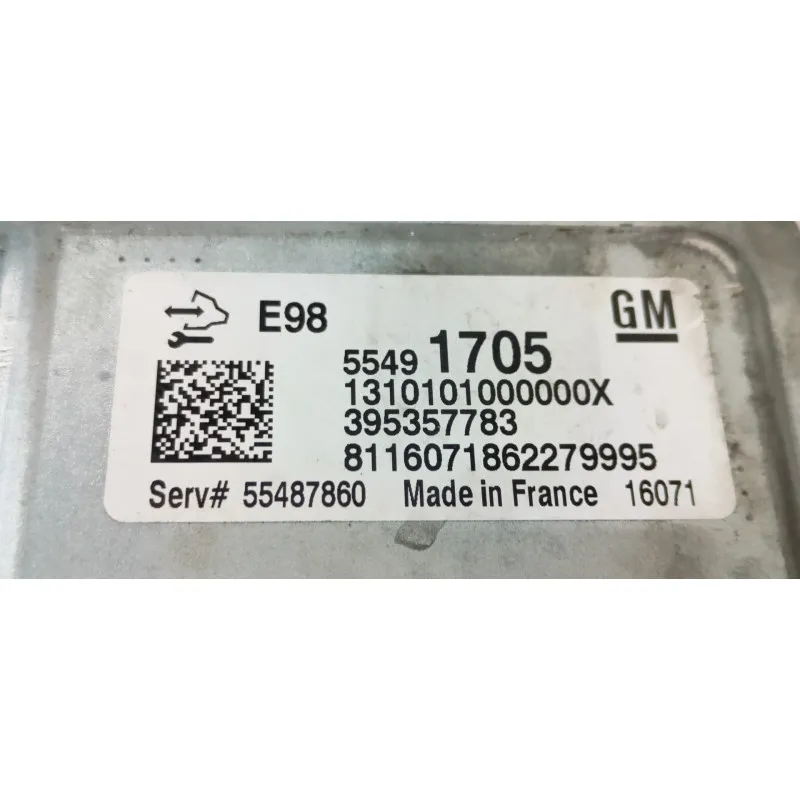 E98 GM
5549 1705
1310101000000X
395357783
8116071862279995
Serv# 55487860 Made in France 16071